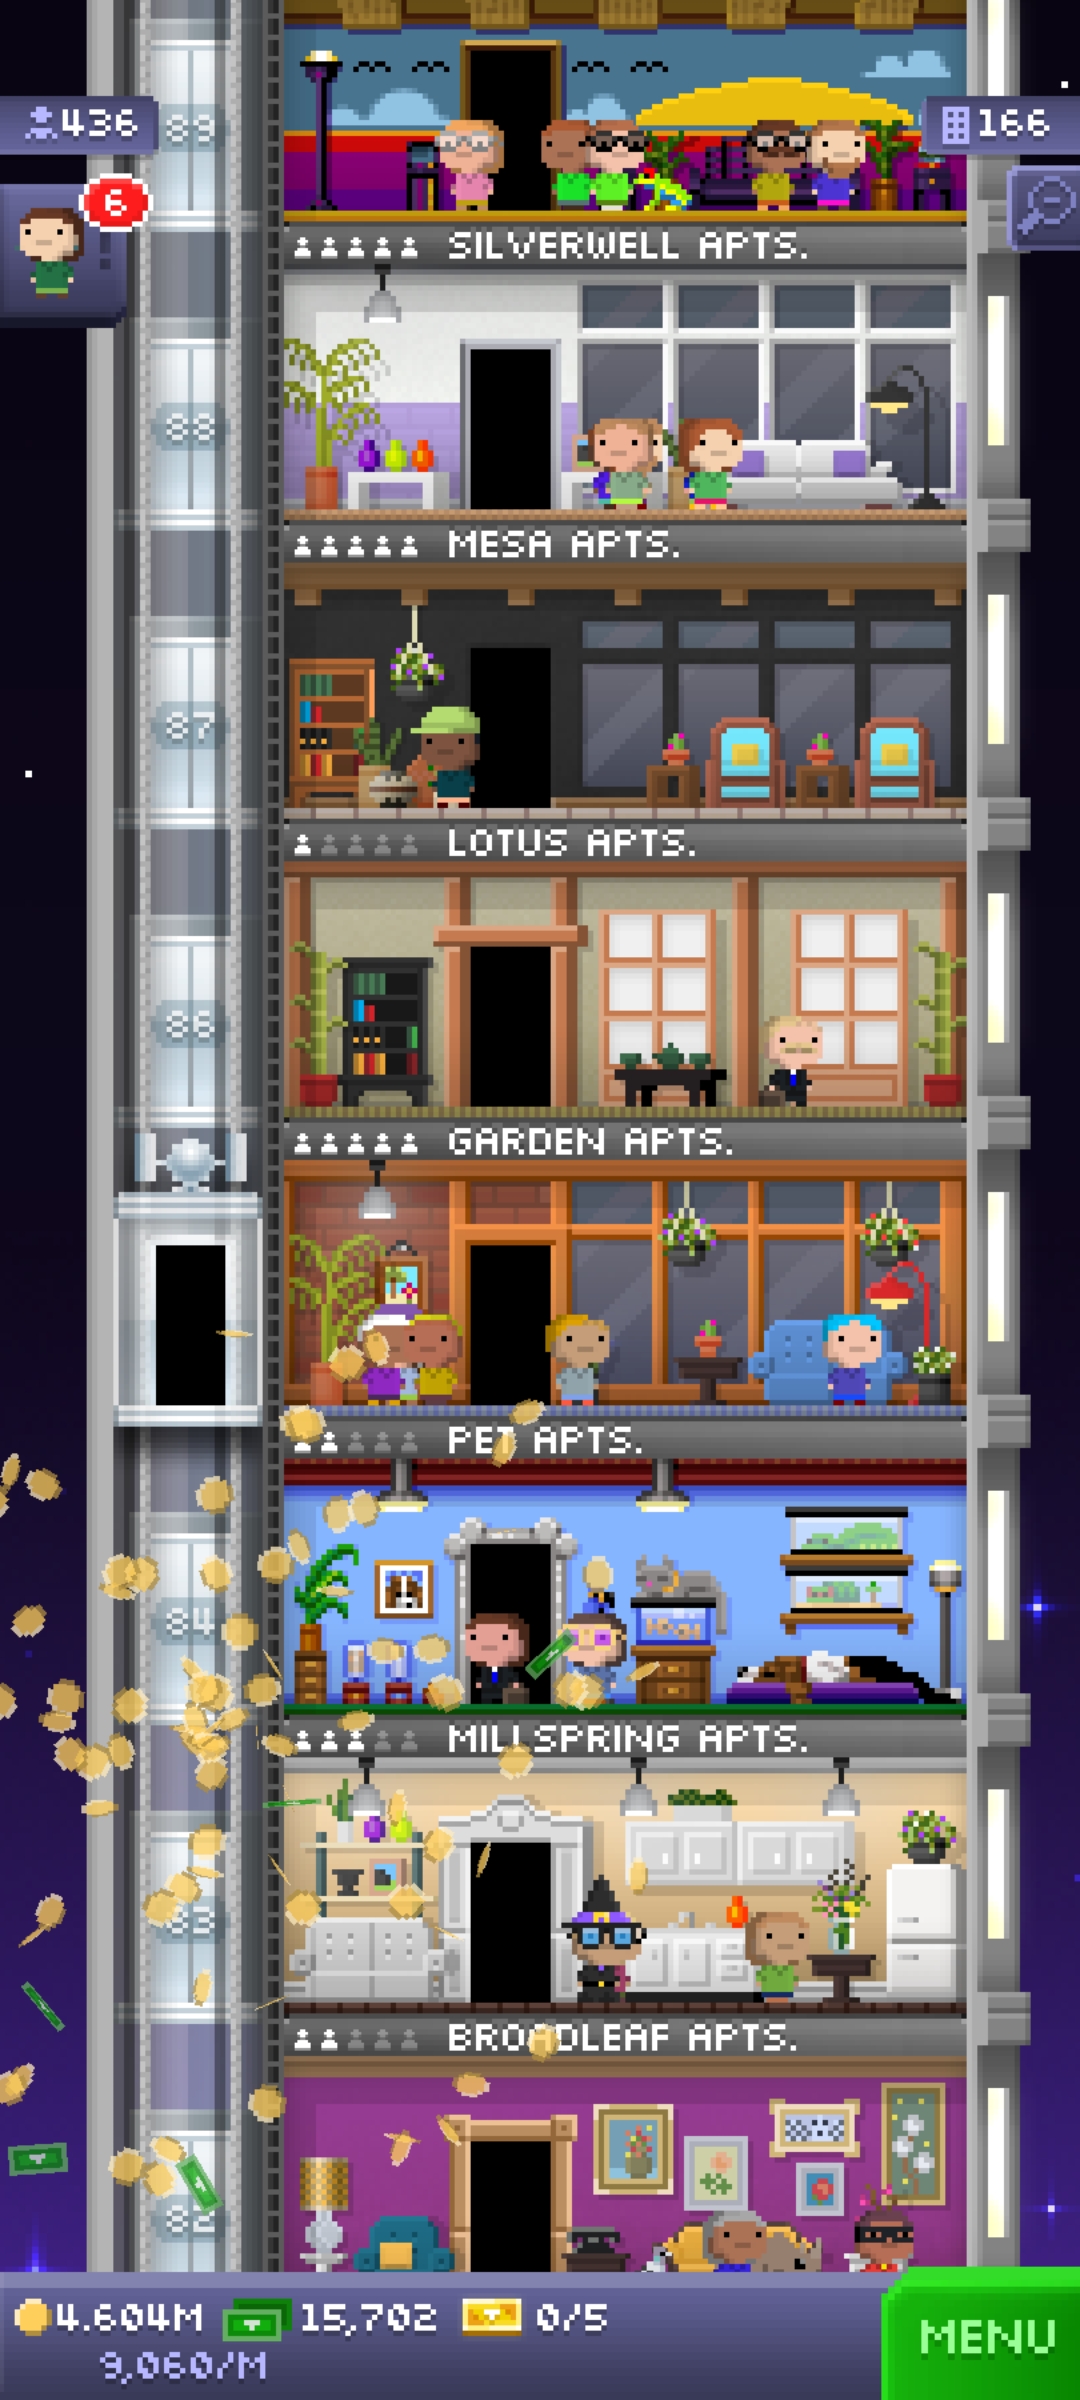 436
89
166
6
SILVERWELL APTS.
88
MESA APTS.
87
LOTUS APTS.
86
GARDEN APTS.
PET APTS.
84
MILLSPRING APTS.
83
BROADLEAF APTS.
82
4.604M
15,702
0/5
MENU
9,060/M